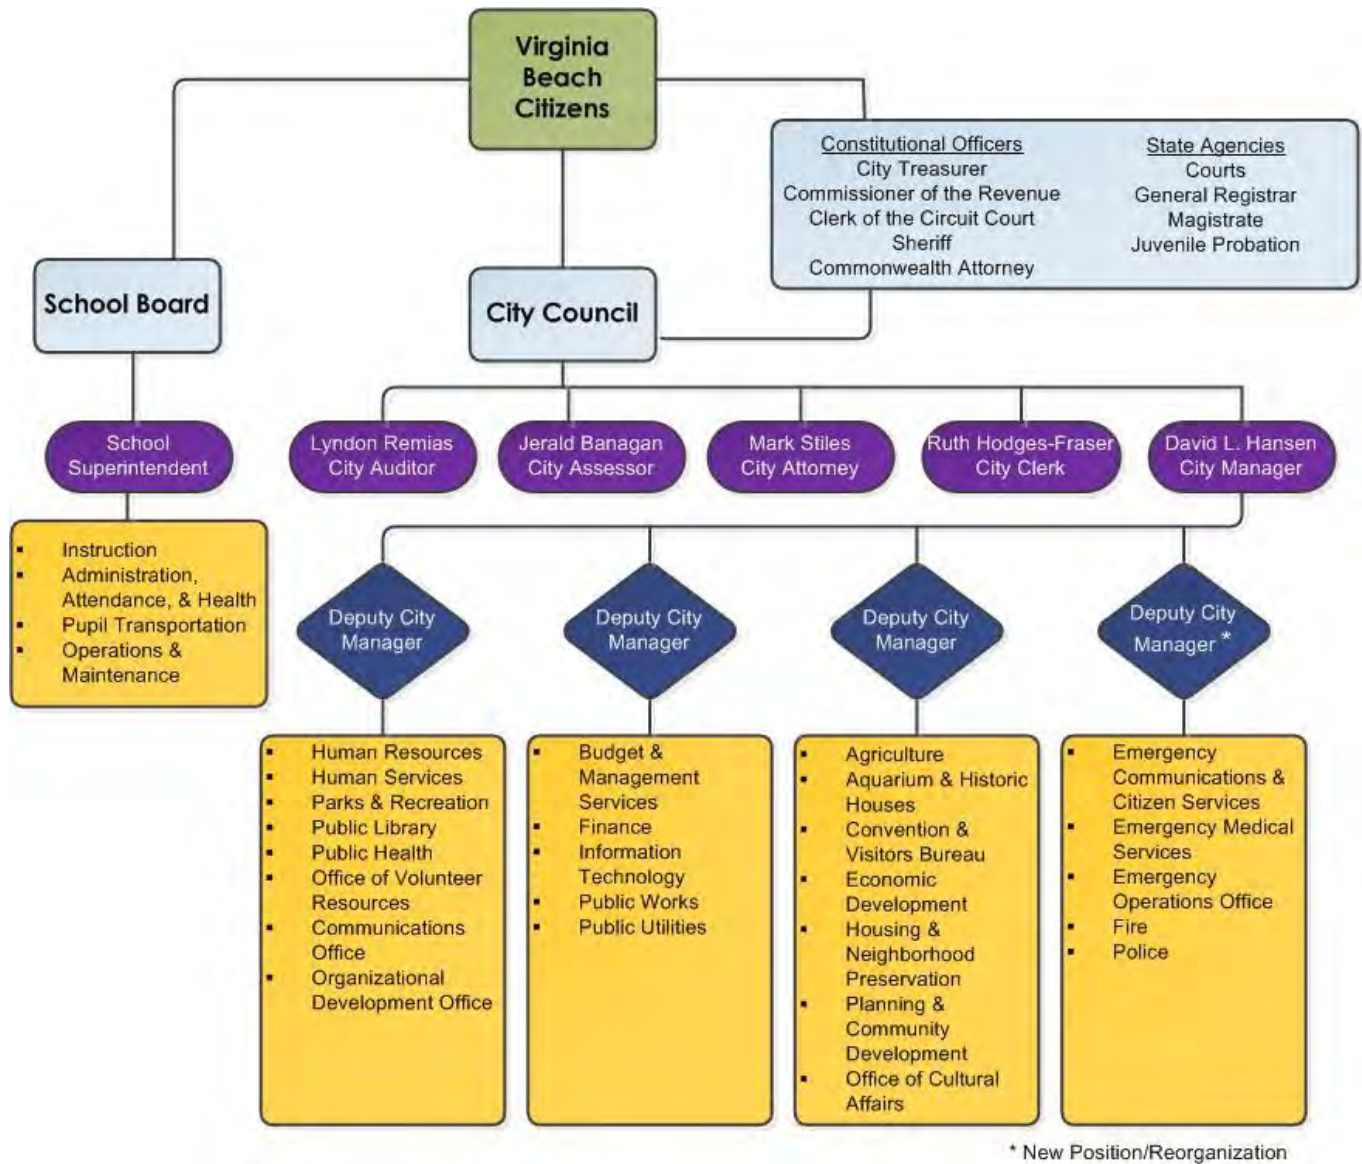 Virginia
Beach
Citizens
Constitutional Officers
City Treasurer
Commissioner of the Revenue
Clerk of the Circuit Court
Sheriff
Commonwealth Attorney
State Agencies
Courts
General Registrar
Magistrate
Juvenile Probation
School Board
City Council
School
Superintendent
Lyndon Remias
City Auditor
Jerald Banagan
City Assessor
Mark Stiles
City Attorney
Ruth Hodges-Fraser
City Clerk
David L. Hansen
City Manager
▪ Instruction
▪ Administration,
Attendance, & Health
▪ Pupil Transportation
▪ Operations &
Maintenance
Deputy City
Manager
Deputy City
Manager
Deputy City
Manager
Deputy City
Manager *
▪ Human Resources
▪ Human Services
▪ Parks & Recreation
▪ Public Library
▪ Public Health
▪ Office of Volunteer
Resources
▪ Communications
Office
▪ Organizational
Development Office
▪ Budget &
Management
Services
▪ Finance
▪ Information
Technology
▪ Public Works
▪ Public Utilities
▪ Agriculture
▪ Aquarium & Historic
Houses
▪ Convention &
Visitors Bureau
▪ Economic
Development
▪ Housing &
Neighborhood
Preservation
▪ Planning &
Community
Development
▪ Office of Cultural
Affairs
▪ Emergency
Communications &
Citizen Services
▪ Emergency Medical
Services
▪ Emergency
Operations Office
▪ Fire
▪ Police
* New Position/Reorganization